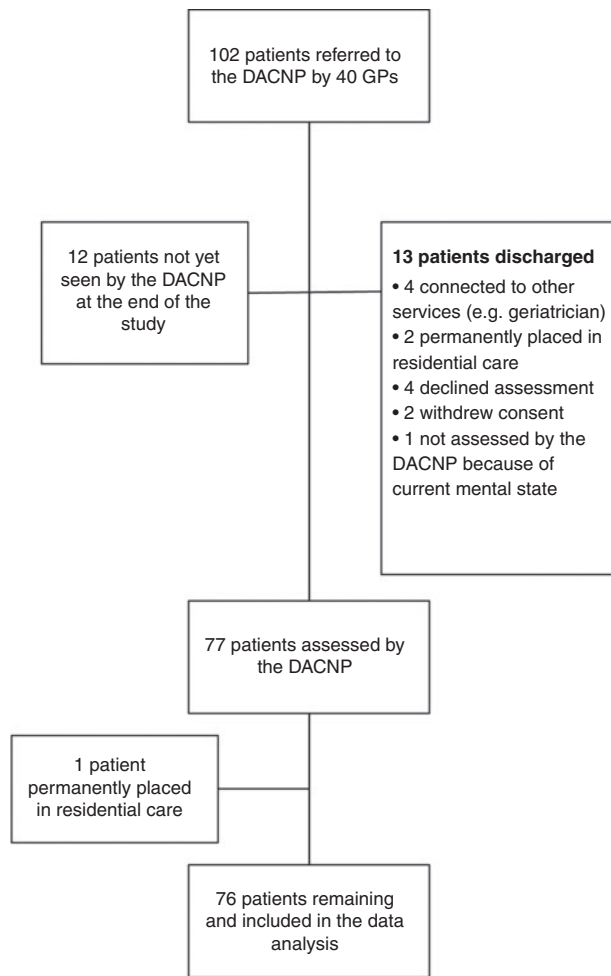 102 patients referred to
the DACNP by 40 GPs
12 patients not yet
seen by the DACNP
at the end of the
study
13 patients discharged
• 4 connected to other
services (e.g. geriatrician)
• 2 permanently placed in
residential care
• 4 declined assessment
• 2 withdrew consent
• 1 not assessed by the
DACNP because of
current mental state
77 patients assessed by
the DACNP
1 patient
permanently placed
in residential care
76 patients remaining
and included in the data
analysis